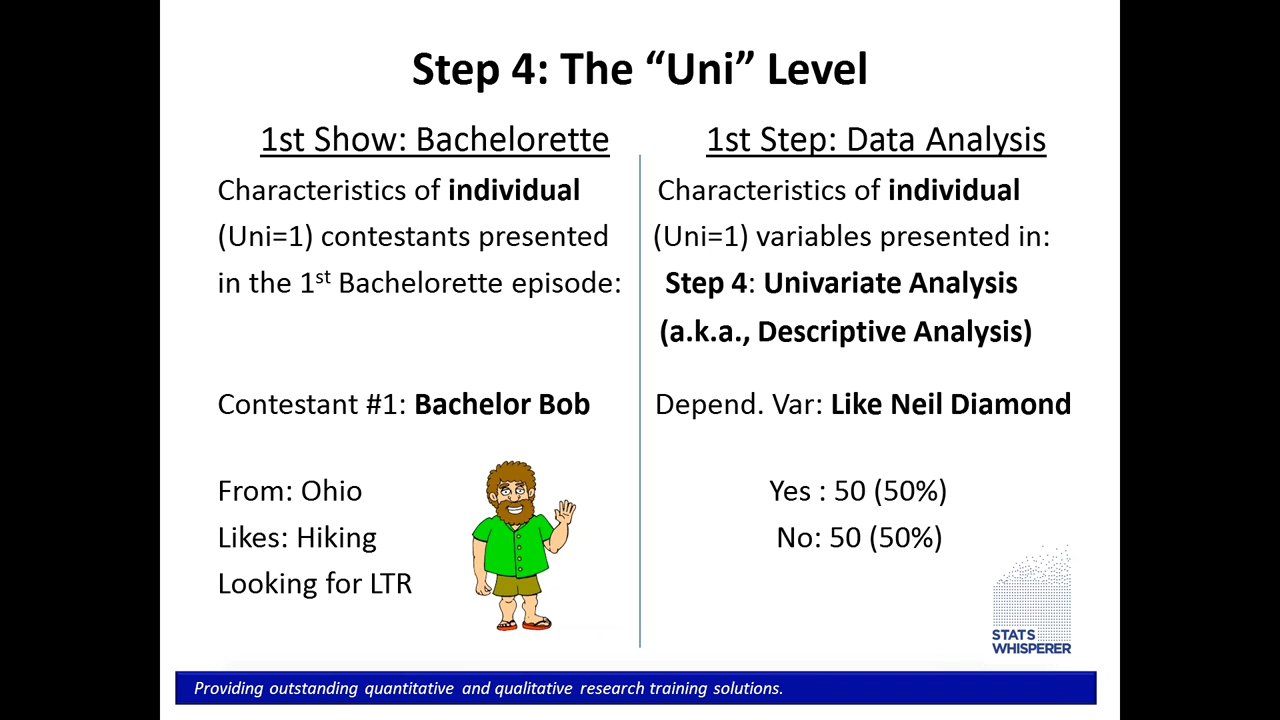 Step 4: The “Uni” Level
1st Show: Bachelorette
Characteristics of individual
(Uni=1) contestants presented
in the 1st Bachelorette episode:
Contestant #1: Bachelor Bob
From: Ohio
Likes: Hiking
Looking for LTR
1st Step: Data Analysis
Characteristics of individual
(Uni=1) variables presented in:
Step 4: Univariate Analysis
(a.k.a., Descriptive Analysis)
Depend. Var: Like Neil Diamond
Yes : 50 (50%)
No: 50 (50%)
STATS
WHISPERER
Providing outstanding quantitative and qualitative research training solutions.